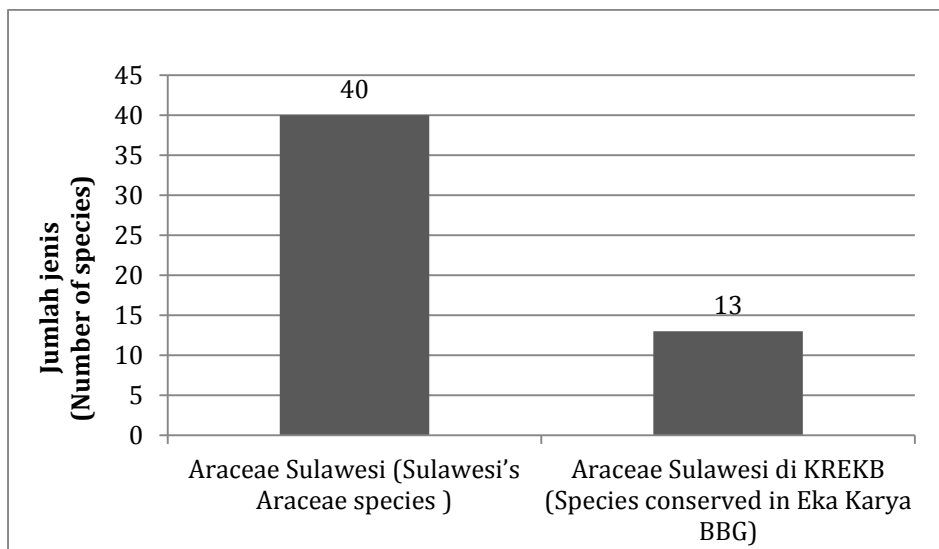 Jumlah jenis
(Number of species)
45
40
35
30
25
20
15
10
5
0
40
13
Araceae Sulawesi (Sulawesi’s
Araceae species )
Araceae Sulawesi di KREKB
(Species conserved in Eka Karya
BBG)